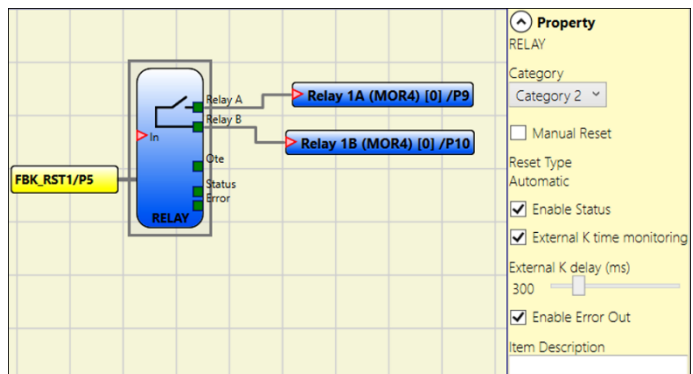 Relay A
Relay 1A (MOR4) [0] /P9
Relay B
In
Relay 1B (MOR4) [0] /P10
Ote
FBK_RST1/P5
Status
Error
RELAY
Property
RELAY
Category
Category 2
Manual Reset
Reset Type
Automatic
Enable Status
External K time monitoring
External K delay (ms)
300
Enable Error Out
Item Description